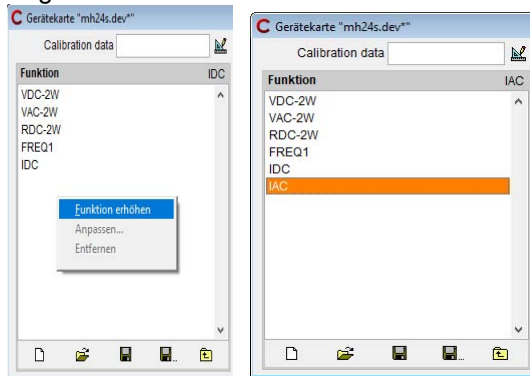 Gerätekarte "mh24s.dev*"
Calibration data
Funktion IDC
VDC-2W
VAC-2W
RDC-2W
FREQ1
IDC
Funktion erhöhen
Anpassen...
Entfernen
Gerätekarte "mh24s.dev*"
Calibration data
Funktion IAC
VDC-2W
VAC-2W
RDC-2W
FREQ1
IDC
IAC